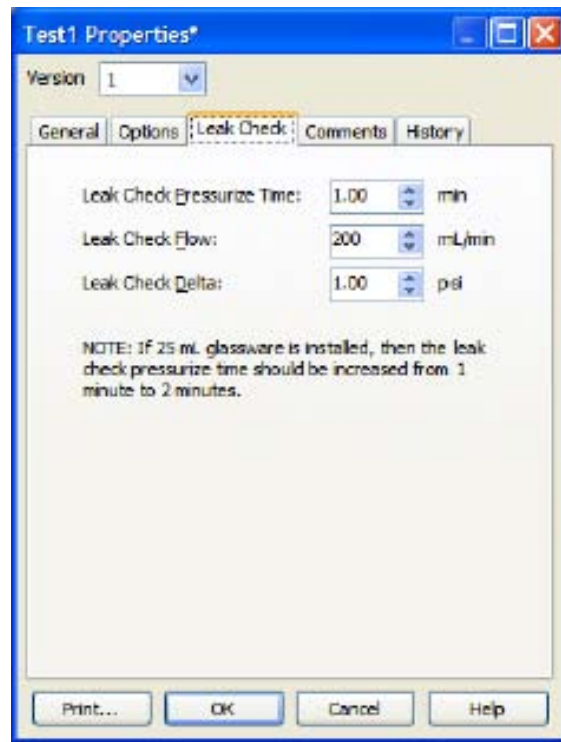 Test1 Properties*
Version 1
General Options Leak Check Comments History
Leak Check Pressurize Time: 1.00 min
Leak Check Flow: 200 mL/min
Leak Check Delta: 1.00 psi
NOTE: If 25 mL glassware is installed, then the leak
check pressurize time should be increased from 1
minute to 2 minutes.
Print... OK Cancel Help